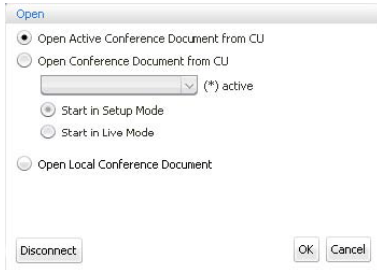 Open
Open Active Conference Document from CU
Open Conference Document from CU
(*) active
Start in Setup Mode
Start in Live Mode
Open Local Conference Document
Disconnect OK Cancel